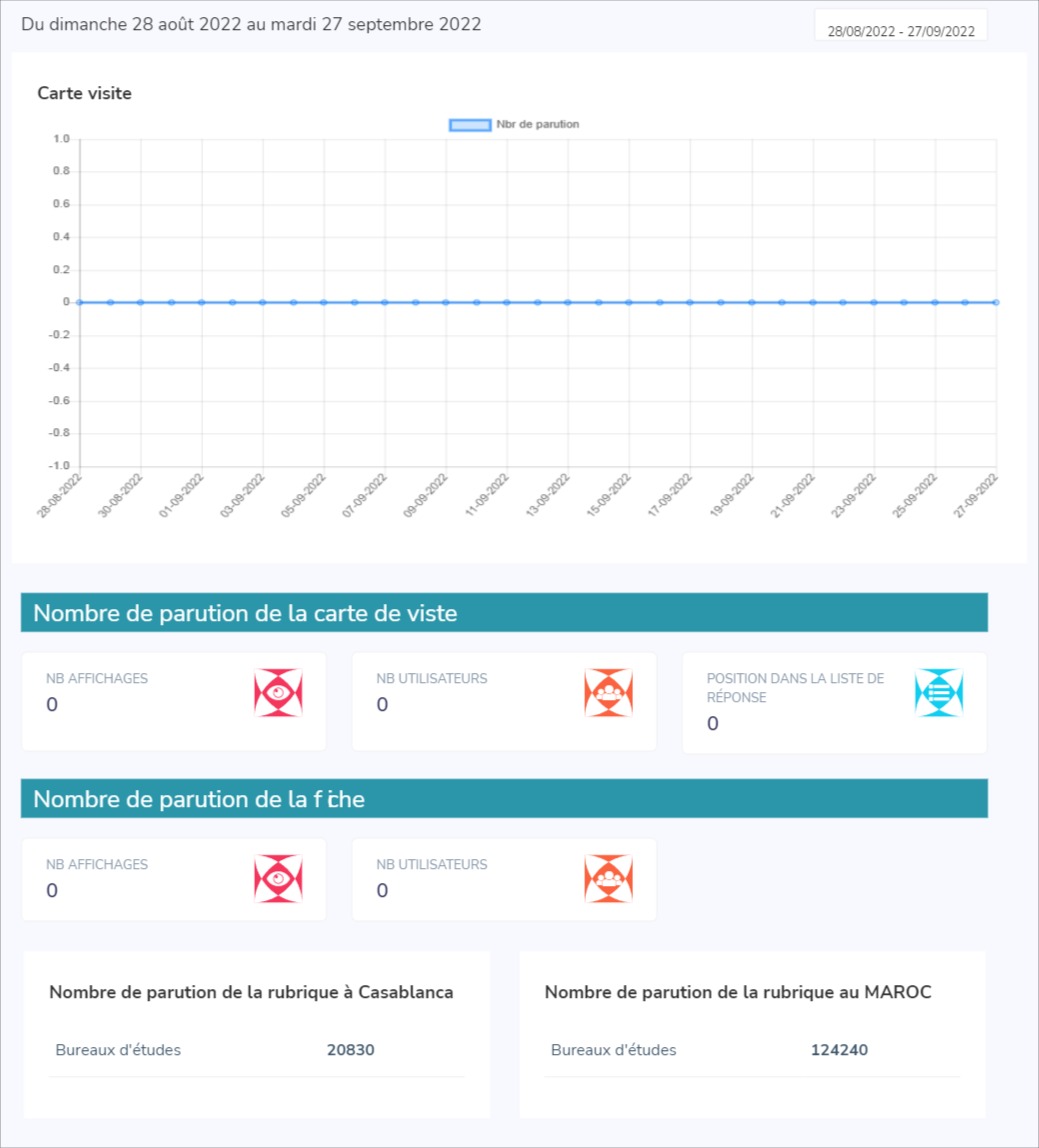 Du dimanche 28 août 2022 au mardi 27 septembre 2022
28/08/2022 - 27/09/2022
Carte visite
Nbr de parution
1.0
0.8
0.6
0.4
0.2
0
-0.2
-0.4
-0.6
-0.8
-1.0
28-08-2022
30-08-2022
01-09-2022
03-09-2022
05-09-2022
07-09-2022
09-09-2022
11-09-2022
13-09-2022
15-09-2022
17-09-2022
19-09-2022
21-09-2022
23-09-2022
25-09-2022
27-09-2022
Nombre de parution de la carte de viste
NB AFFICHAGES
0
NB UTILISATEURS
0
POSITION DANS LA LISTE DE
RÉPONSE
0
Nombre de parution de la fiche
NB AFFICHAGES
0
NB UTILISATEURS
0
Nombre de parution de la rubrique à Casablanca
Bureaux d'études 20830
Nombre de parution de la rubrique au MAROC
Bureaux d'études 124240